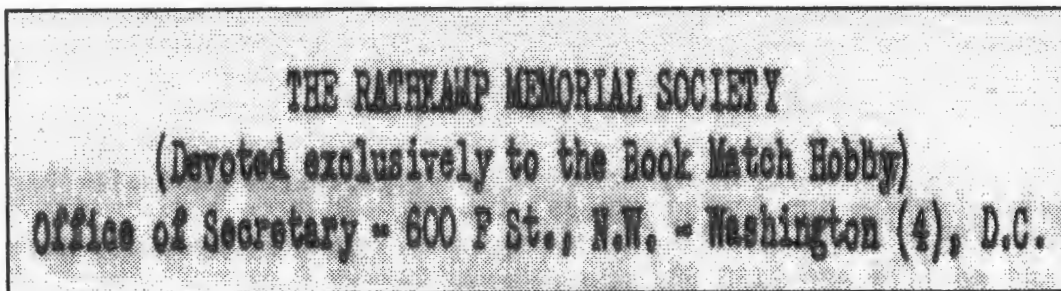 THE RATHKAMP MEMORIAL SOCIETY
(Devoted exclusively to the Book Match Hobby)
Office of Secretary - 600 F St., N.W. - Washington (4), D.C.